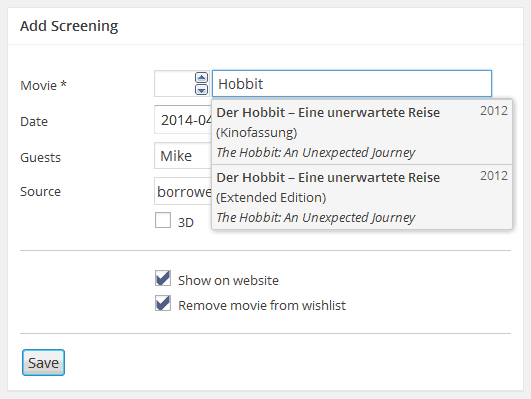 Add Screening
Movie *
Hobbit
Der Hobbit – Eine unerwartete Reise 2012
(Kinofassung)
The Hobbit: An Unexpected Journey
Der Hobbit – Eine unerwartete Reise 2012
(Extended Edition)
The Hobbit: An Unexpected Journey
Date 2014-04
Guests Mike
Source borrowe
3D
Show on website
Remove movie from wishlist
Save